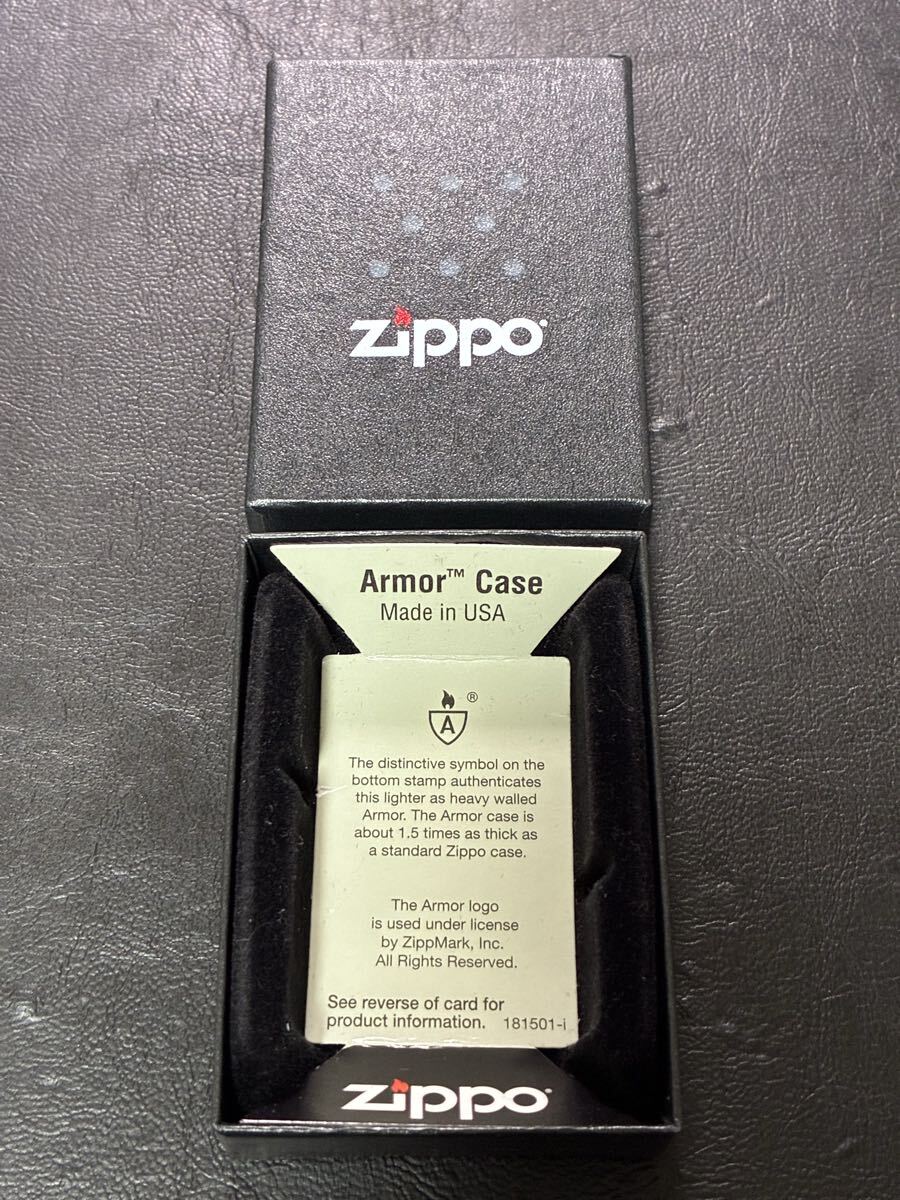 zippo
Armor™ Case
Made in USA
A ®
The distinctive symbol on the
bottom stamp authenticates
this lighter as heavy walled
Armor. The Armor case is
about 1.5 times as thick as
a standard Zippo case.
The Armor logo
is used under license
by ZippMark, Inc.
All Rights Reserved.
See reverse of card for
product information. 181501-i
zippo